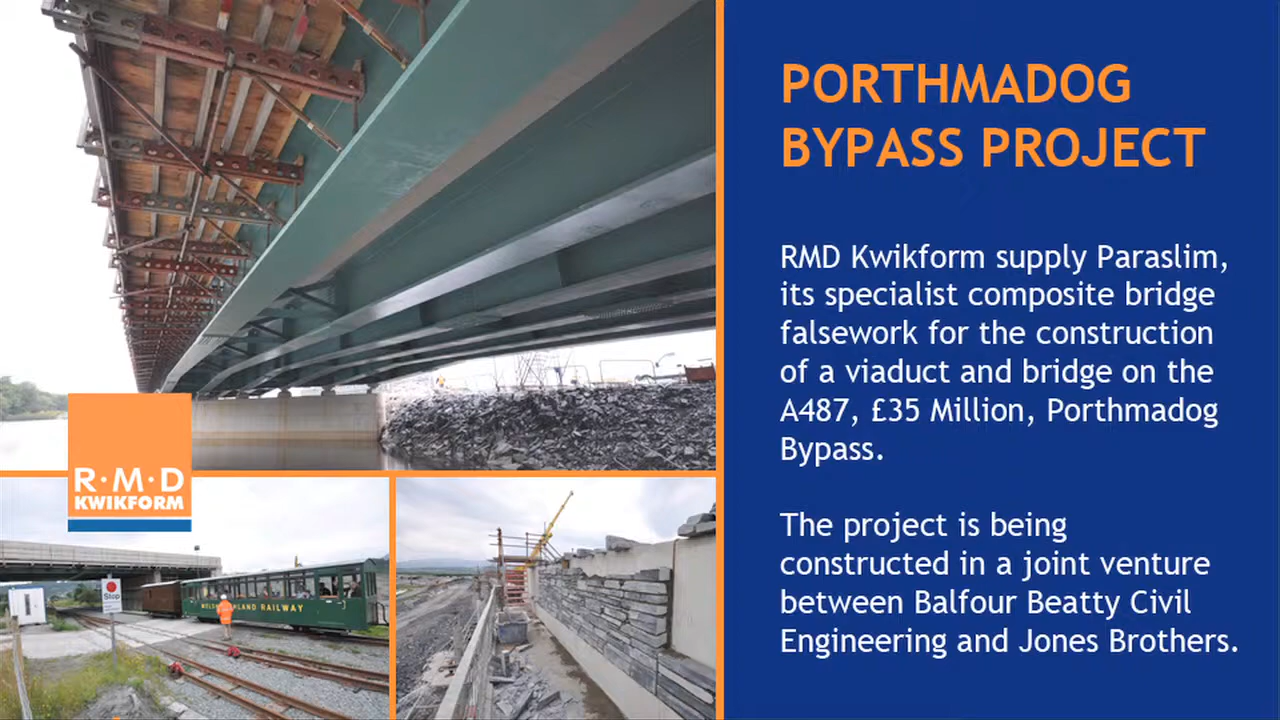 PORTHMADOG
BYPASS PROJECT
RMD Kwikform supply Paraslim,
its specialist composite bridge
falsework for the construction
of a viaduct and bridge on the
A487, £35 Million, Porthmadog
Bypass.
The project is being
constructed in a joint venture
between Balfour Beatty Civil
Engineering and Jones Brothers.
R·M·D
KWIKFORM
Stop
RAILWAY